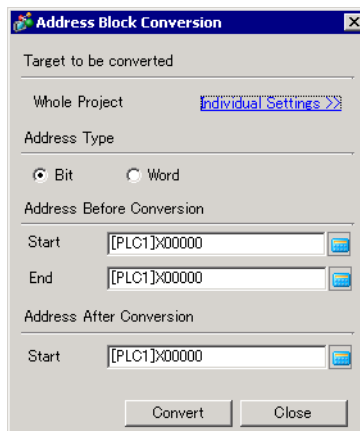 Address Block Conversion
Target to be converted
Whole Project Individual Settings >>
Address Type
Bit Word
Address Before Conversion
Start [PLC1]X00000
End [PLC1]X00000
Address After Conversion
Start [PLC1]X00000
Convert Close